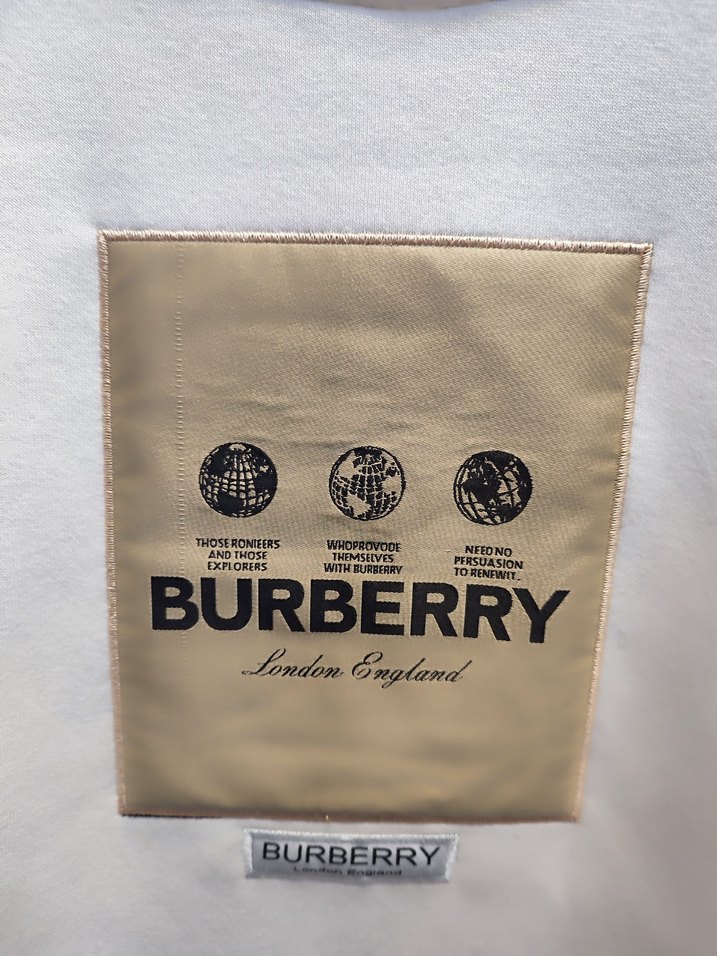 THOSE RONIEERS
AND THOSE
EXPLORERS
WHOPROVODE
THEMSELVES
WITH BURBERRY
NEED NO
PERSUASION
TO RENEWIT..
BURBERRY
London England
BURBERRY
London England